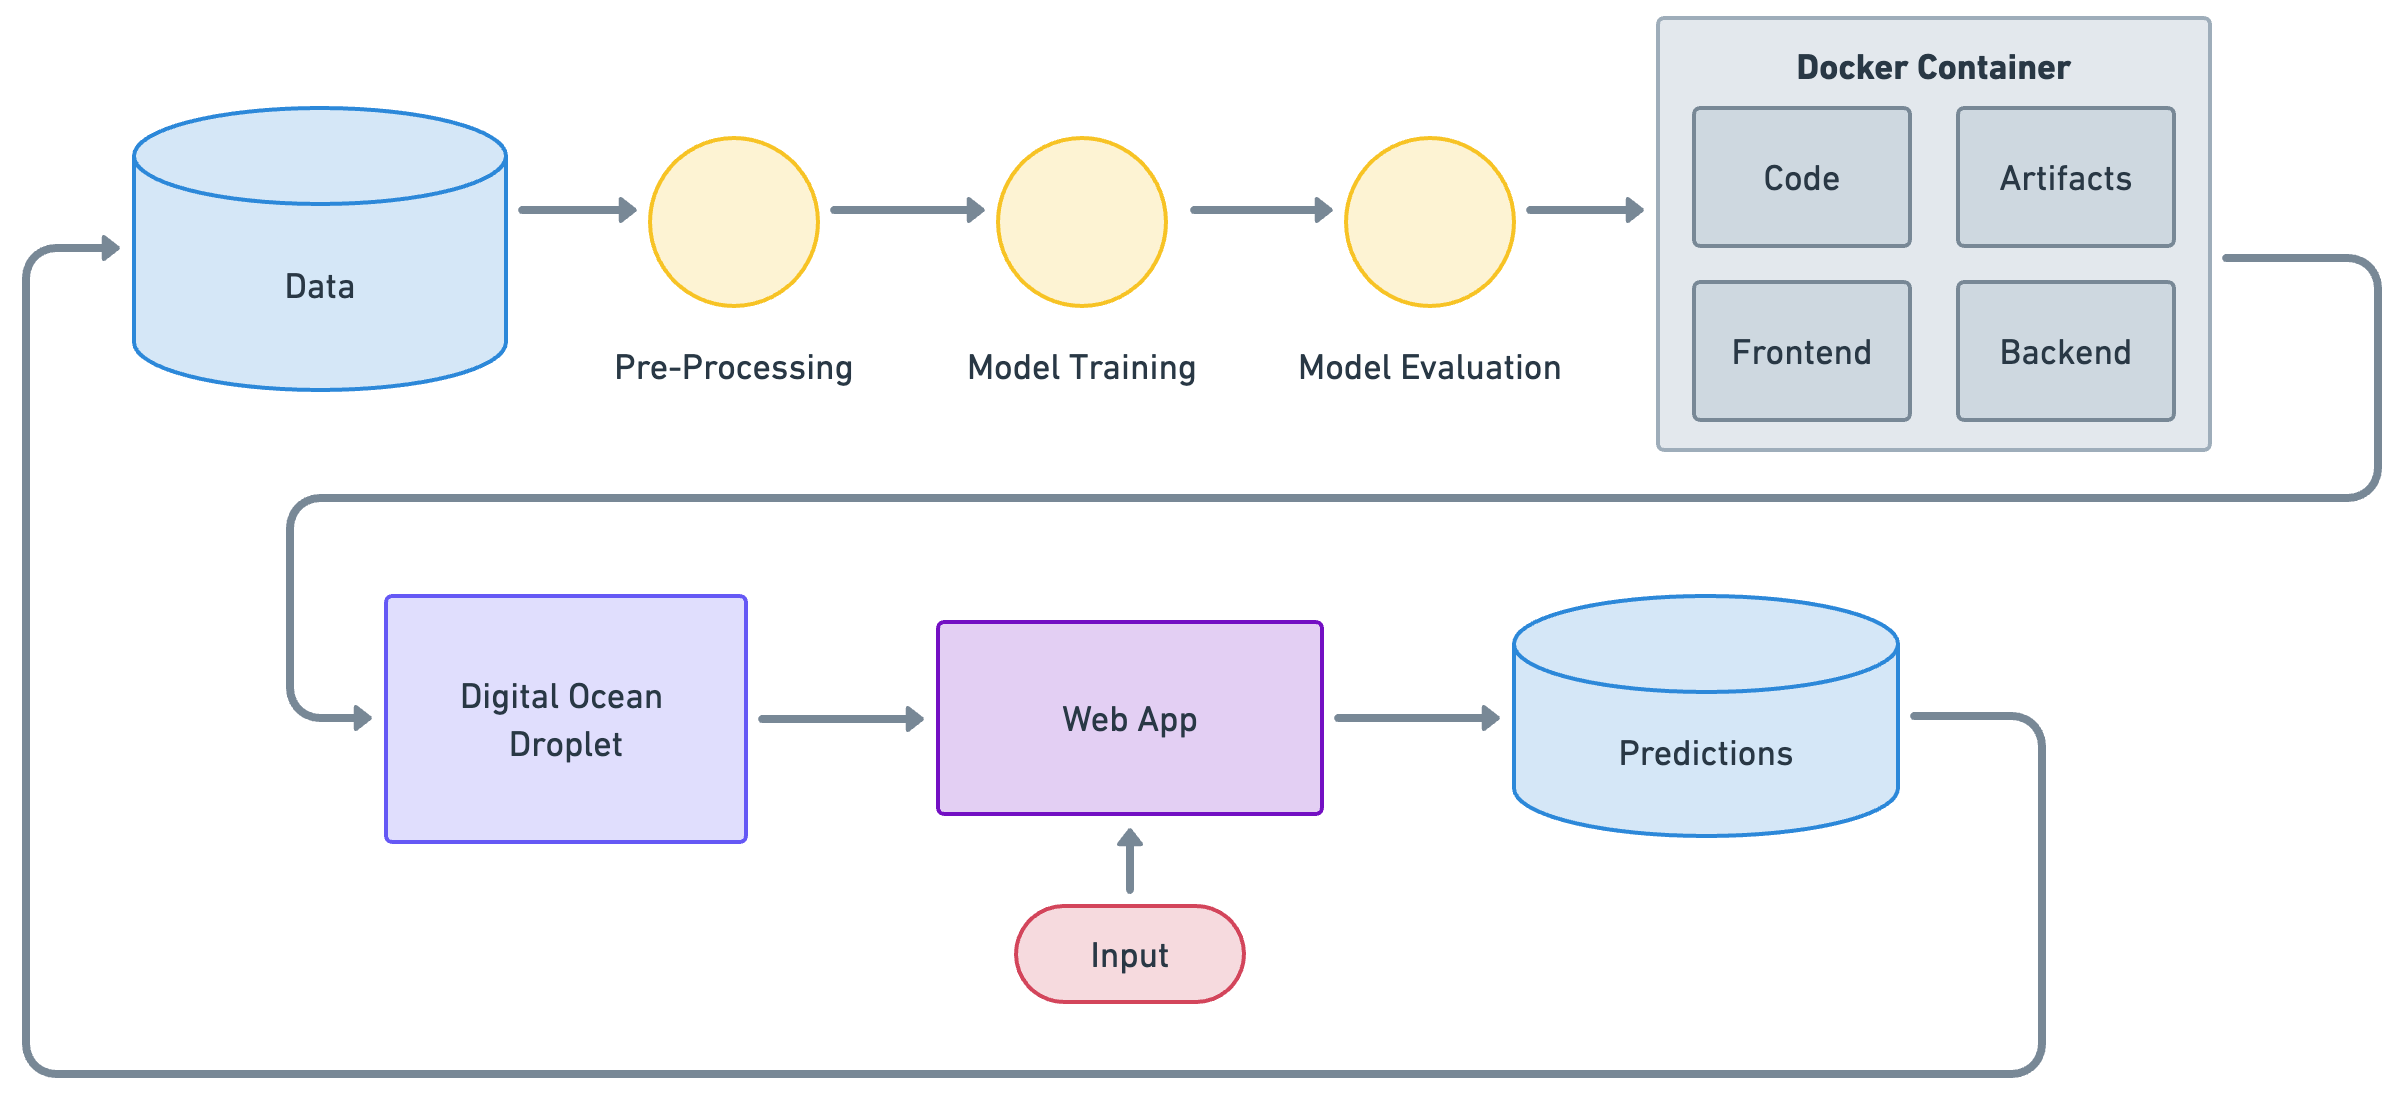 Docker Container
Code
Artifacts
Data
Frontend
Backend
Pre-Processing
Model Training
Model Evaluation
Digital Ocean
Droplet
Web App
Predictions
Input